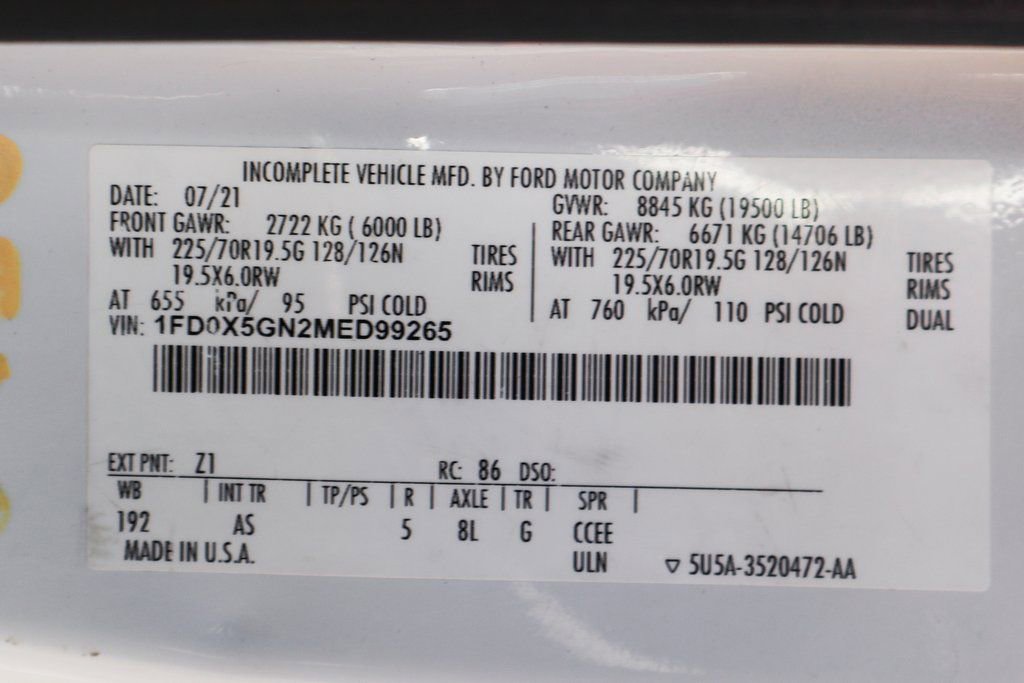 INCOMPLETE VEHICLE MFD. BY FORD MOTOR COMPANY
DATE: 07/21 GVWR: 8845 KG (19500 LB)
FRONT GAWR: 2722 KG ( 6000 LB) REAR GAWR: 6671 KG (14706 LB)
WITH 225/70R19.5G 128/126N TIRES WITH 225/70R19.5G 128/126N TIRES
19.5X6.0RW RIMS 19.5X6.0RW RIMS
AT 655 kPa/ 95 PSI COLD AT 760 kPa/ 110 PSI COLD DUAL
VIN: 1FD0X5GN2MED99265
EXT PNT: Z1 RC: 86 DSO:
WB | INT TR | TP/PS | R | AXLE | TR | SPR |
192 AS 5 8L G CCEE
MADE IN U.S.A. ULN ▽ 5U5A-3520472-AA